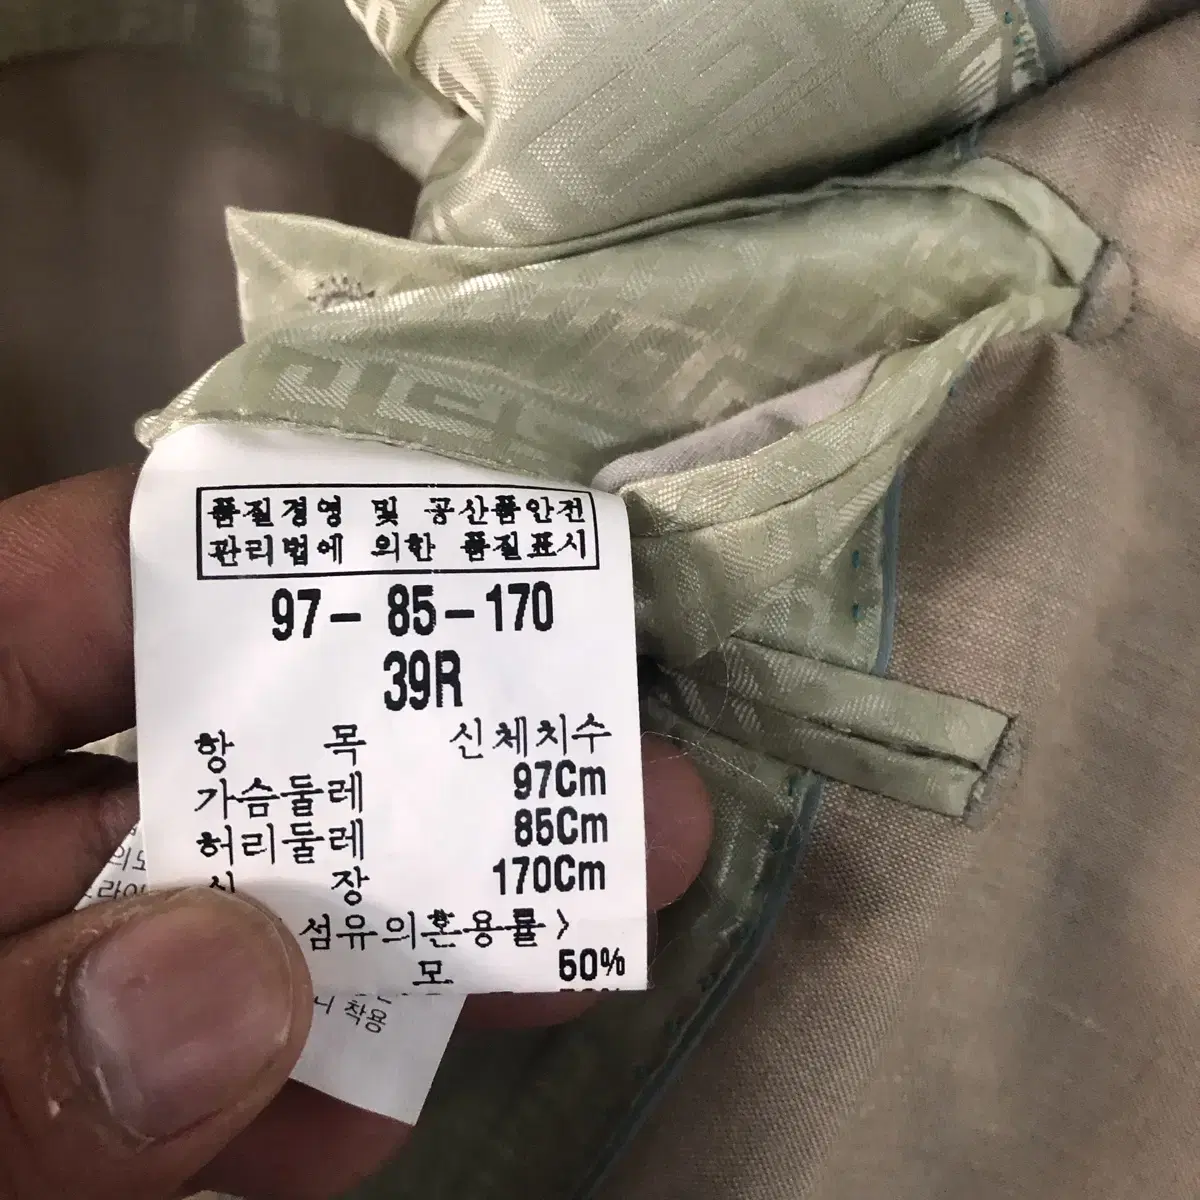 품질경영 및 공산품안전
관리법에 의한 품질표시
97- 85-170
39R
항 목 신체치수
가슴둘레 97Cm
허리둘레 85Cm
장 170Cm
섬유의혼용률>
모 50%
착용